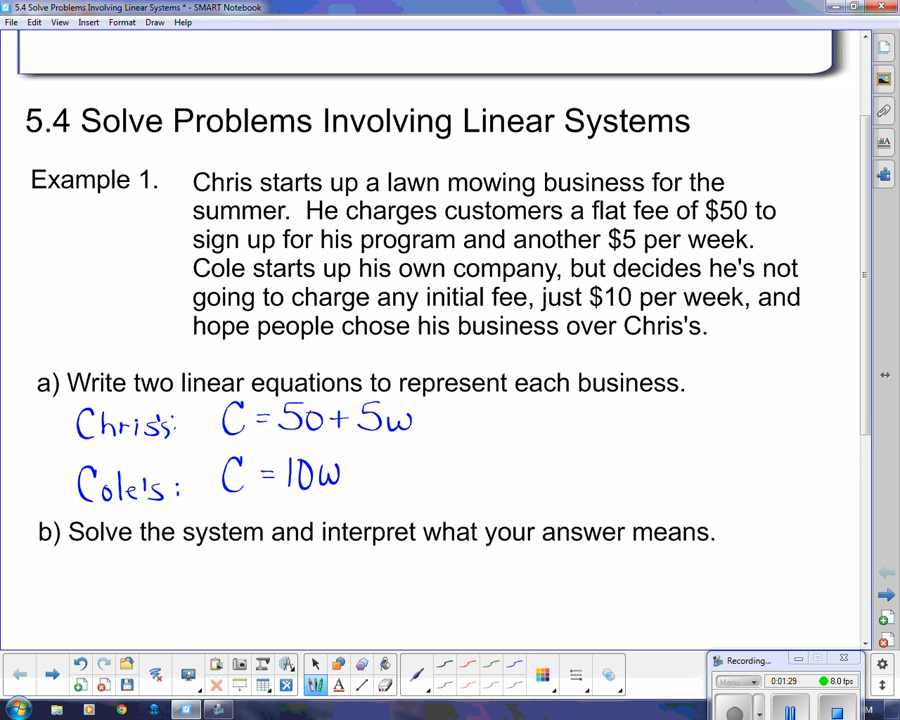 5.4 Solve Problems Involving Linear Systems * - SMART Notebook
File Edit View Insert Format Draw Help
5.4 Solve Problems Involving Linear Systems
Example 1. Chris starts up a lawn mowing business for the
summer. He charges customers a flat fee of $50 to
sign up for his program and another $5 per week.
Cole starts up his own company, but decides he's not
going to charge any initial fee, just $10 per week, and
hope people chose his business over Chris's.
a) Write two linear equations to represent each business.
Chris's: C = 50 + 5w
Cole's: C = 10w
b) Solve the system and interpret what your answer means.
Recording...
Menu 0:01:29 8.0 fps